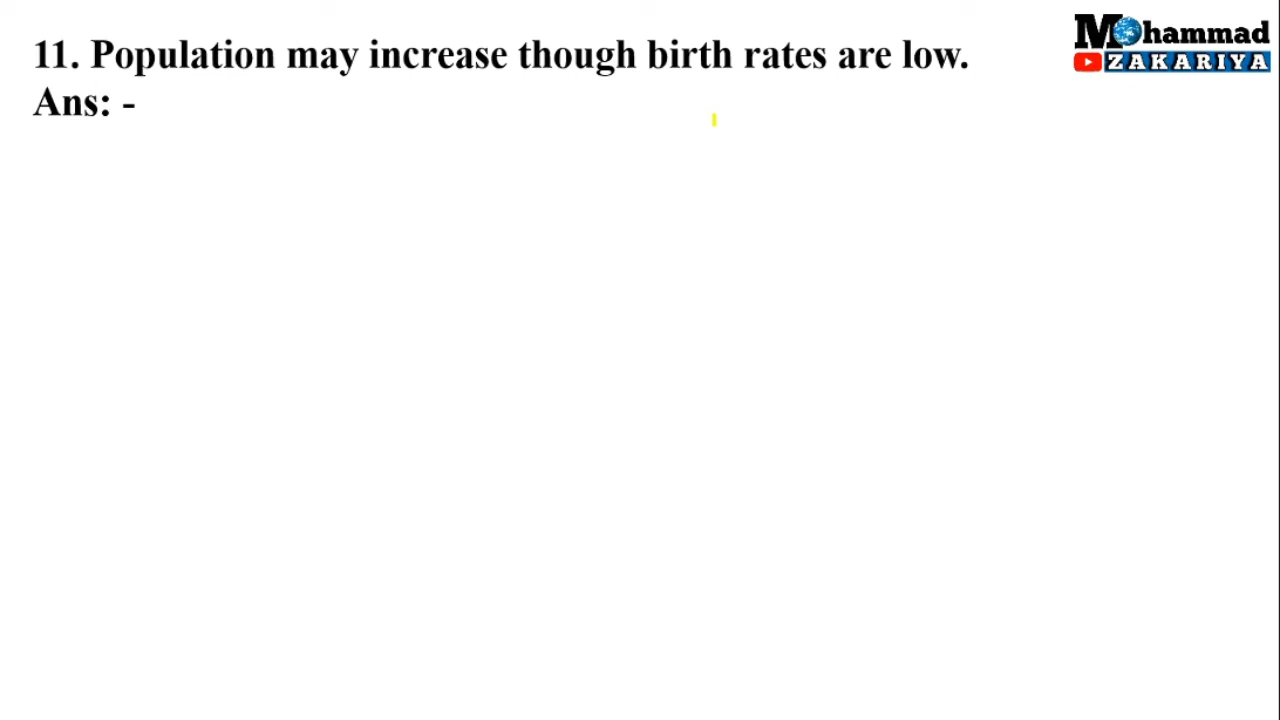 11. Population may increase though birth rates are low.
Ans: -
Mohammad
ZAKARIYA